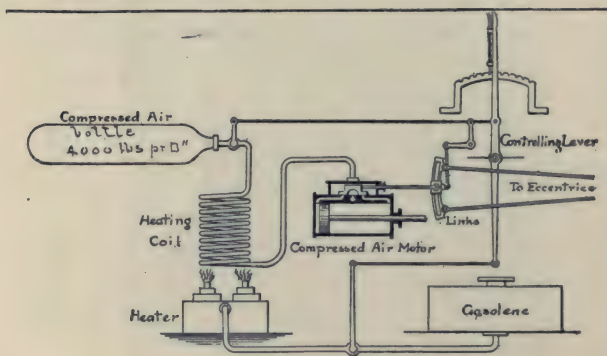 Compressed Air
bottle
4000 lbs pr □"
Controlling Lever
To Eccentrics
Heating
Coil
Links
Compressed Air Motor
Heater
Gasolene